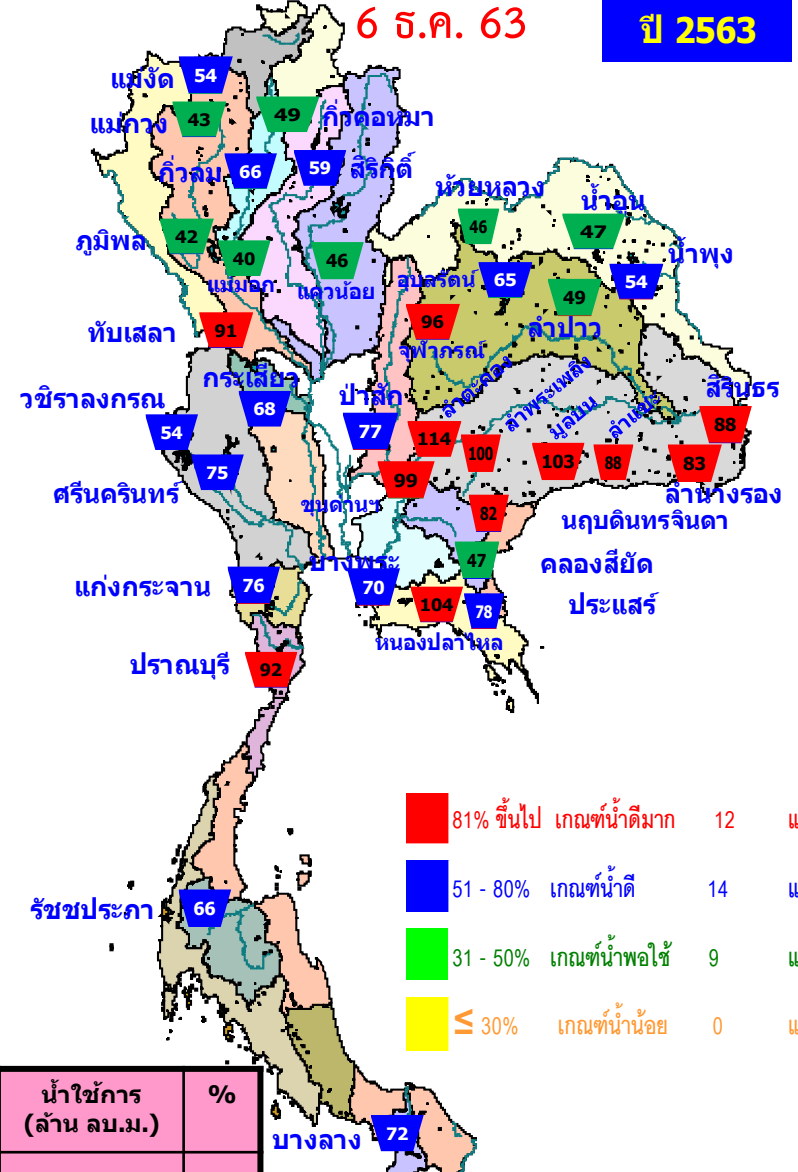 6 ธ.ค. 63
ปี 2563
แม่งัด 54
แม่กวง 43
49 กิ่วคอหมา
กิ่วลม 66
59 สิริกิติ์
ห้วยหลวง 46
น้ำอูน 47
ภูมิพล 42
40 แม่มอก
46 แควน้อย
อุบลรัตน์ 65
น้ำพุง 54
49 ลำปาว
ทับเสลา 91
96 จุฬาภรณ์
กระเสียว 68
ป่าสัก 77
ลำตะคอง 114
ลำพระเพลิง 100
มูลบน 103
ลำแชะ 88
สิรินธร 88
วชิราลงกรณ 54
ศรีนครินทร์ 75
ขุนด่านฯ 99
83 ลำนางรอง
82 นฤบดินทรจินดา
บางพระ 70
47 คลองสียัด
แก่งกระจาน 76
104 หนองปลาไหล
78 ประแสร์
ปราณบุรี 92
81% ขึ้นไป เกณฑ์น้ำดีมาก 12 แ
51 - 80% เกณฑ์น้ำดี 14 แ
31 - 50% เกณฑ์น้ำพอใช้ 9 แ
≤ 30% เกณฑ์น้ำน้อย 0 แ
รัชชประภา 66
น้ำใช้การ %
(ล้าน ลบ.ม.)
บางลาง 72